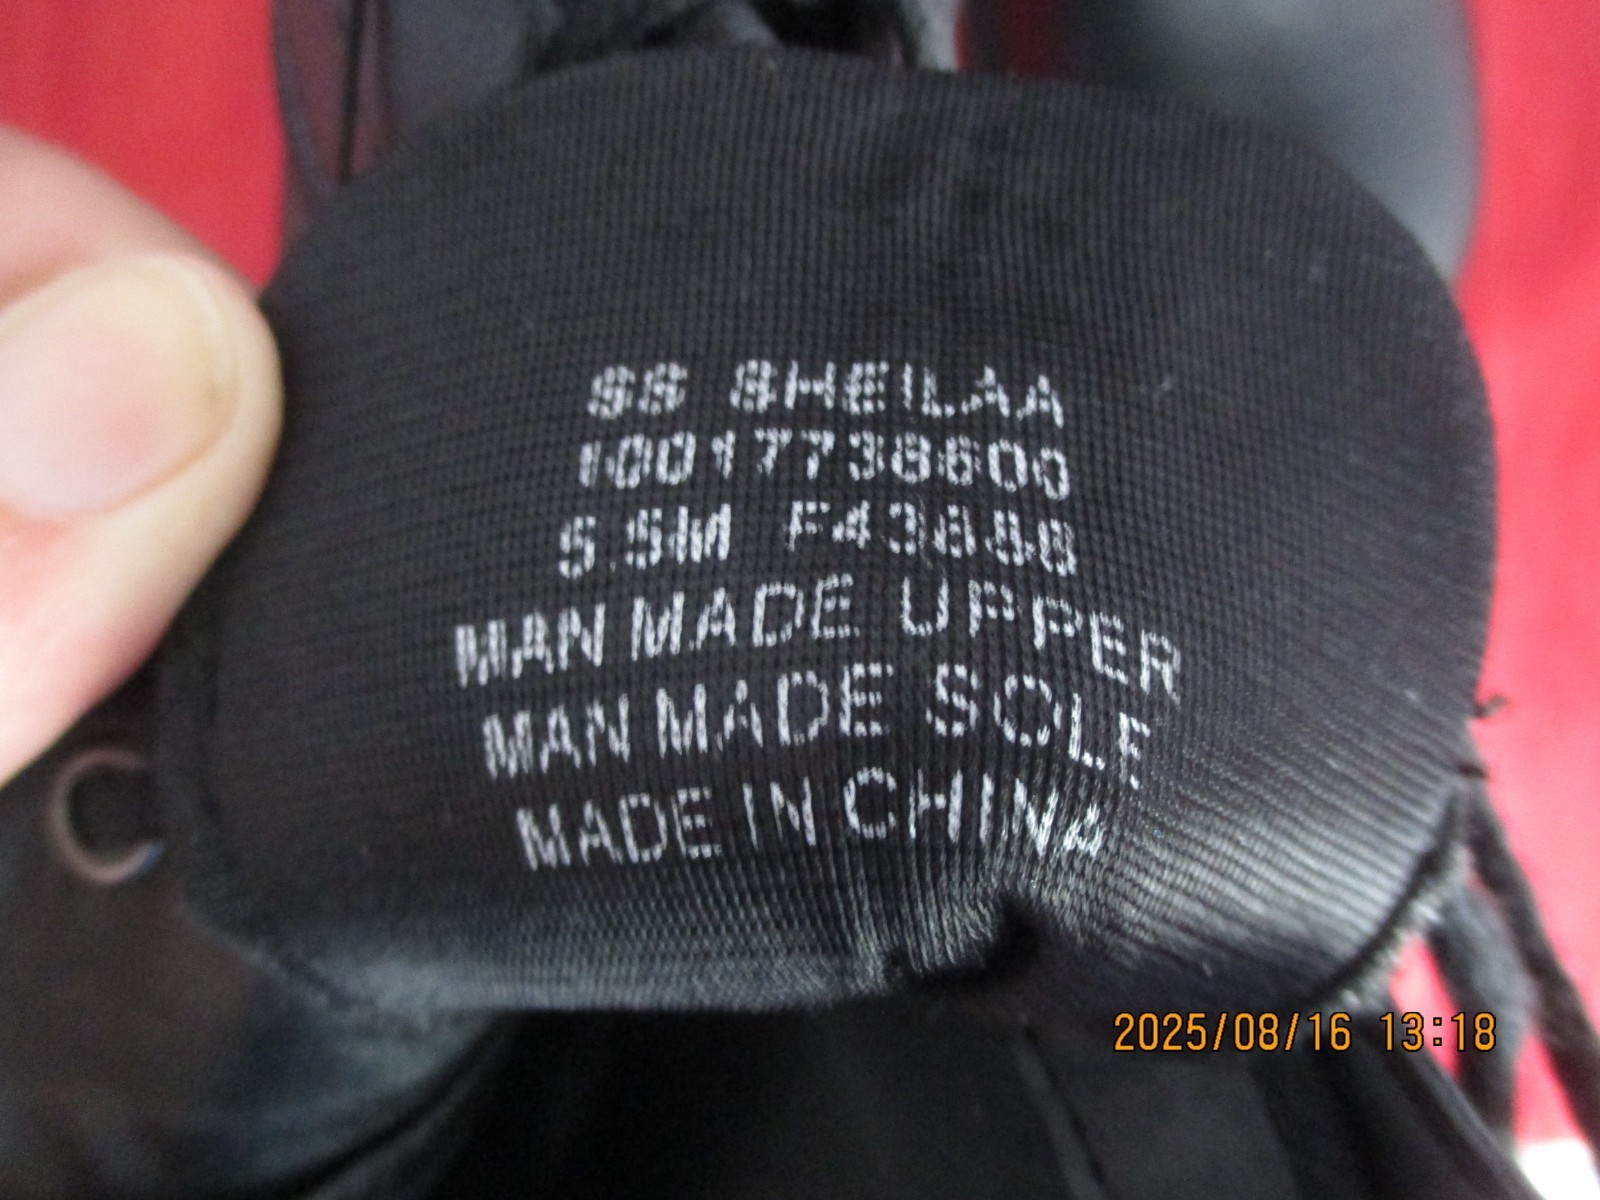 SS SHEILAA
10017738600
5.5M F43888
MAN MADE UPPER
MAN MADE SOLE
MADE IN CHINA
2025/08/16 13:18